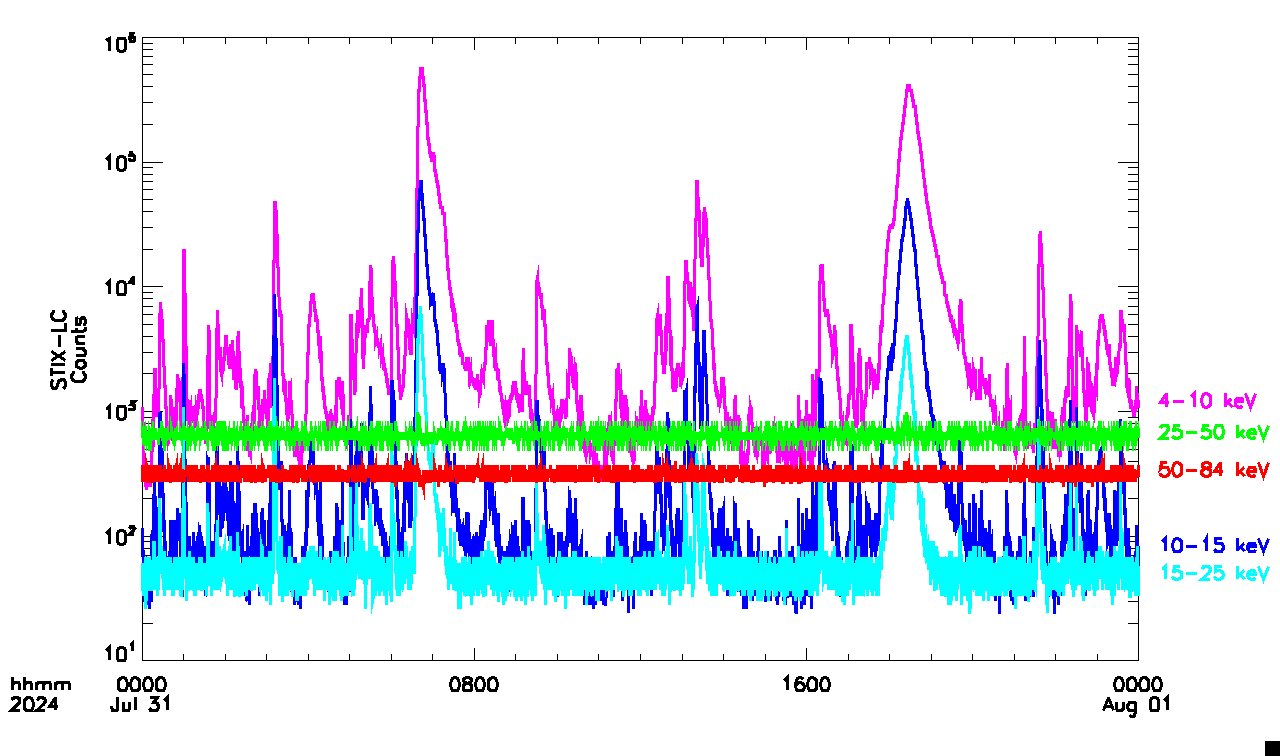 10⁶
10⁵
10⁴
10³
10²
10¹
STIX-LC
Counts
4-10 keV
25-50 keV
50-84 keV
10-15 keV
15-25 keV
hhmm 0000 0800 1600 0000
2024 Jul 31 Aug 01